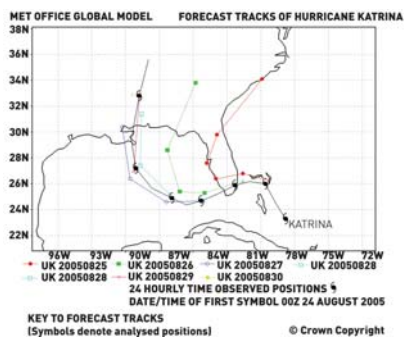 MET OFFICE GLOBAL MODEL FORECAST TRACKS OF HURRICANE KATRINA
38N
36N
34N
32N
30N
28N
26N
24N
22N
KATRINA
96W 93W 90W 87W 84W 81W 78W 75W 72W
UK 20050825 UK 20050826 UK 20050827 UK 20050828
UK 20050828 UK 20050829 UK 20050830
24 HOURLY TIME OBSERVED POSITIONS
DATE/TIME OF FIRST SYMBOL 00Z 24 AUGUST 2005
KEY TO FORECAST TRACKS
(Symbols denote analysed positions) © Crown Copyright